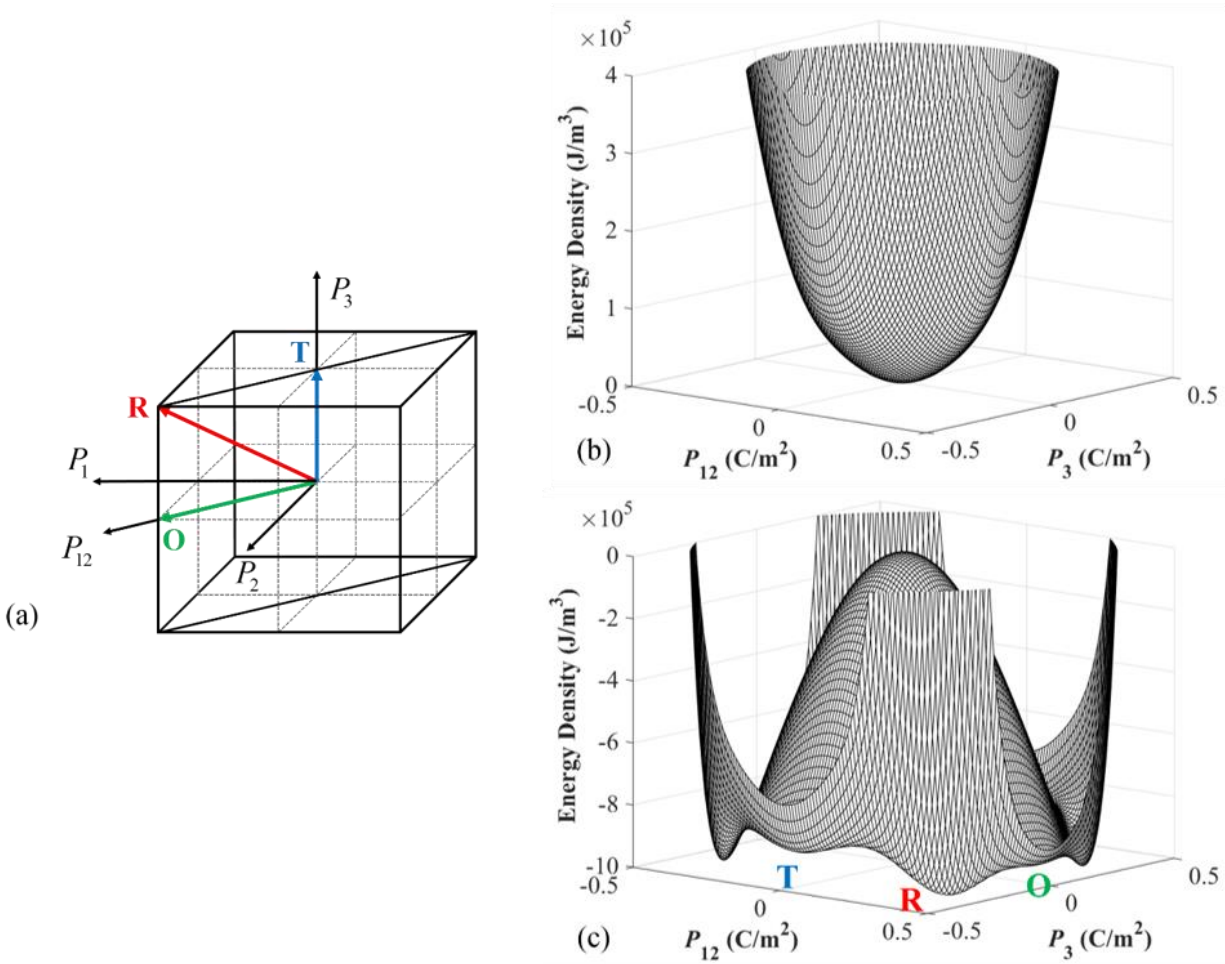 P3
T
R
P1
O
P12
P2
(a)
×10^5
Energy Density (J/m^3)
4
3
2
1
0
-0.5
0
0.5
P12 (C/m^2)
-0.5
0
0.5
P3 (C/m^2)
(b)
×10^5
Energy Density (J/m^3)
0
-2
-4
-6
-8
-10
-0.5
0
0.5
P12 (C/m^2)
-0.5
0
0.5
P3 (C/m^2)
T
R
O
(c)